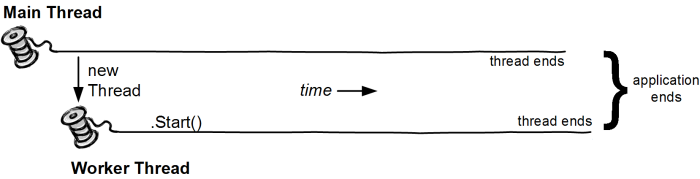 Main Thread
thread ends
new
Thread
time
application
ends
.Start()
thread ends
Worker Thread